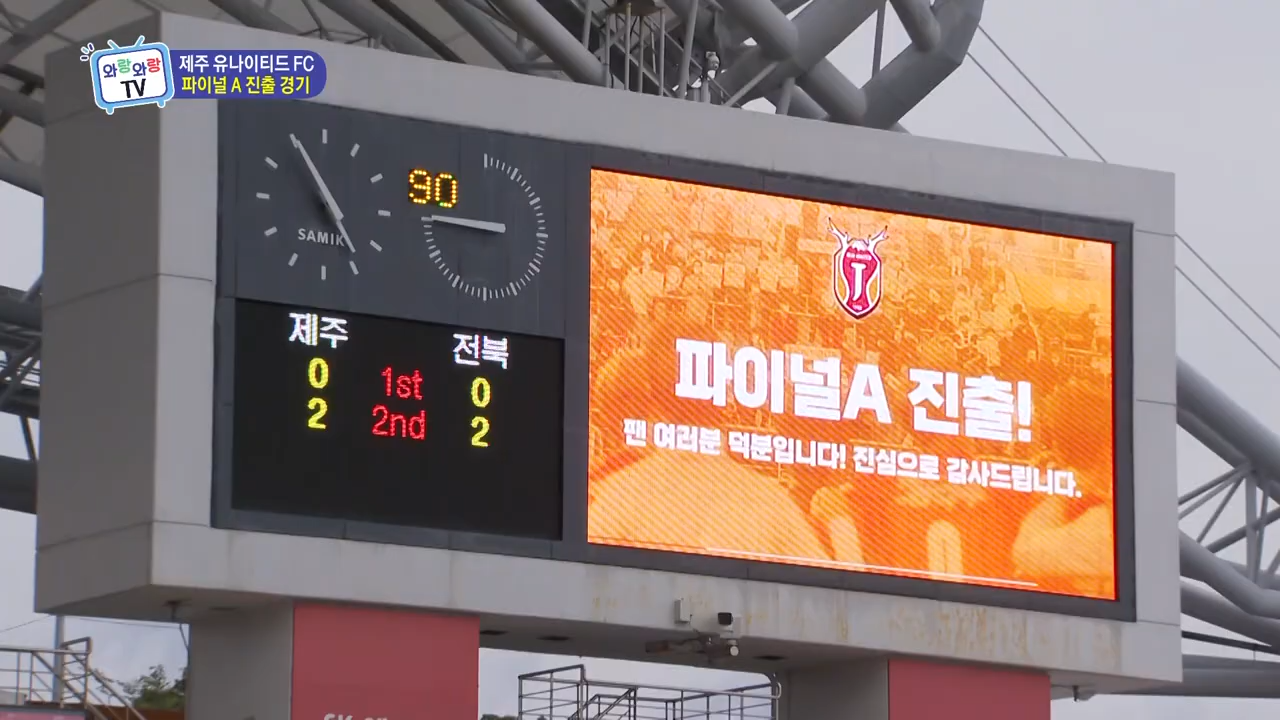 와랑와랑
TV
제주 유나이티드 FC
파이널 A 진출 경기
90
SAMIK
제주 전북
0 1st 0
2 2nd 2
파이널A 진출!
팬 여러분 덕분입니다! 진심으로 감사드립니다.